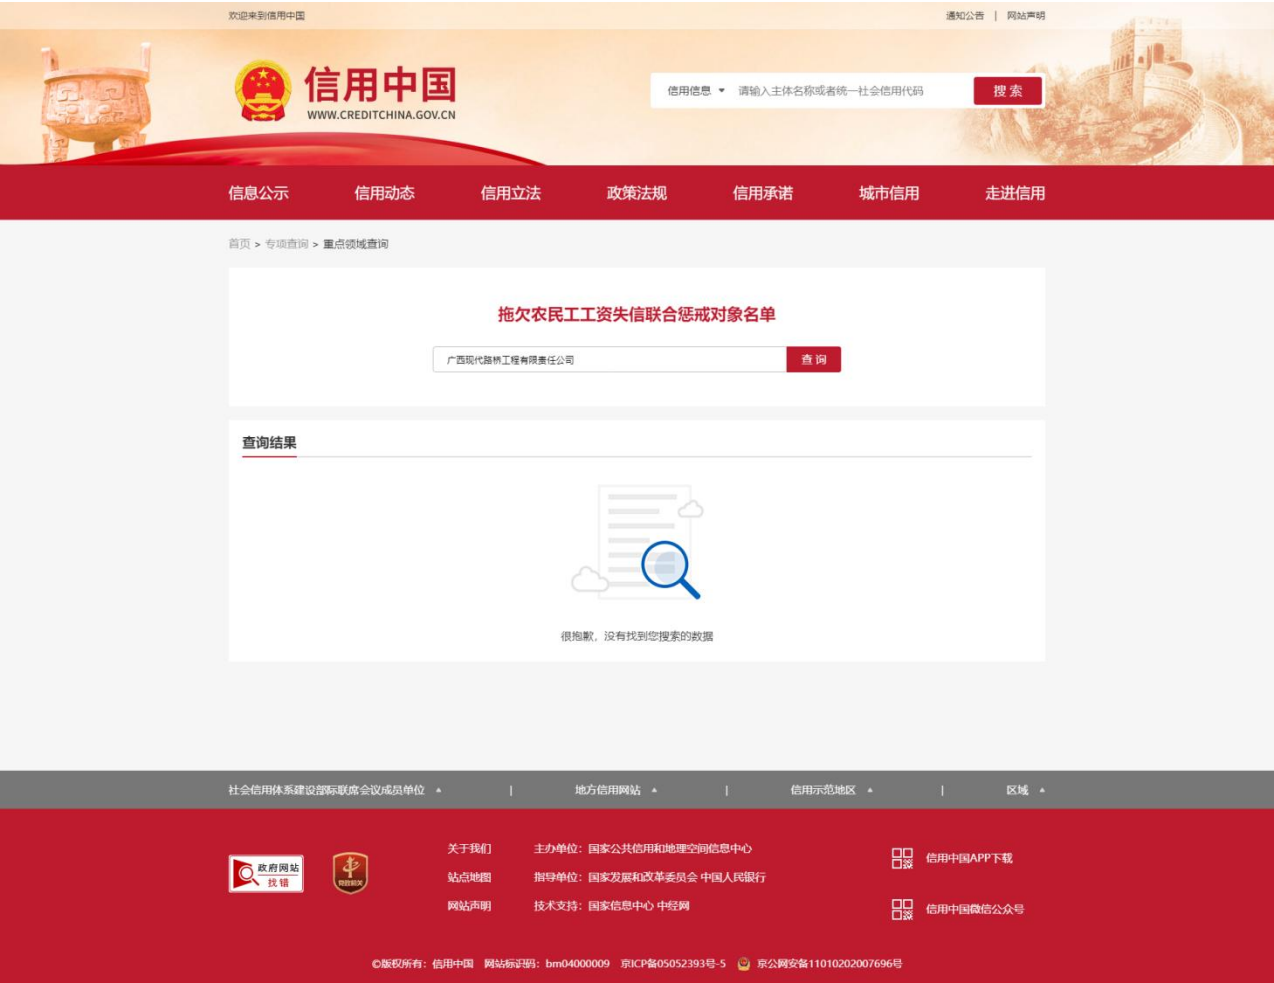 欢迎来到信用中国
通知公告 | 网站声明
信用中国
WWW.CREDITCHINA.GOV.CN
信用信息 请输入主体名称或者统一社会信用代码 搜索
信息公示 信用动态 信用立法 政策法规 信用承诺 城市信用 走进信用
首页 > 专项查询 > 重点领域查询
拖欠农民工工资失信联合惩戒对象名单
广西现代路桥工程有限责任公司 查询
查询结果
很抱歉，没有找到您搜索的数据
社会信用体系建设部际联席会议成员单位 | 地方信用网站 | 信用示范地区 | 区域
政府网站
找错
党政机关
关于我们 主办单位：国家公共信用和地理空间信息中心
站点地图 指导单位：国家发展和改革委员会 中国人民银行
网站声明 技术支持：国家信息中心 中经网
信用中国APP下载
信用中国微信公众号
©版权所有：信用中国 网站标识码：bm04000009 京ICP备05052393号-5 京公网安备11010202007696号